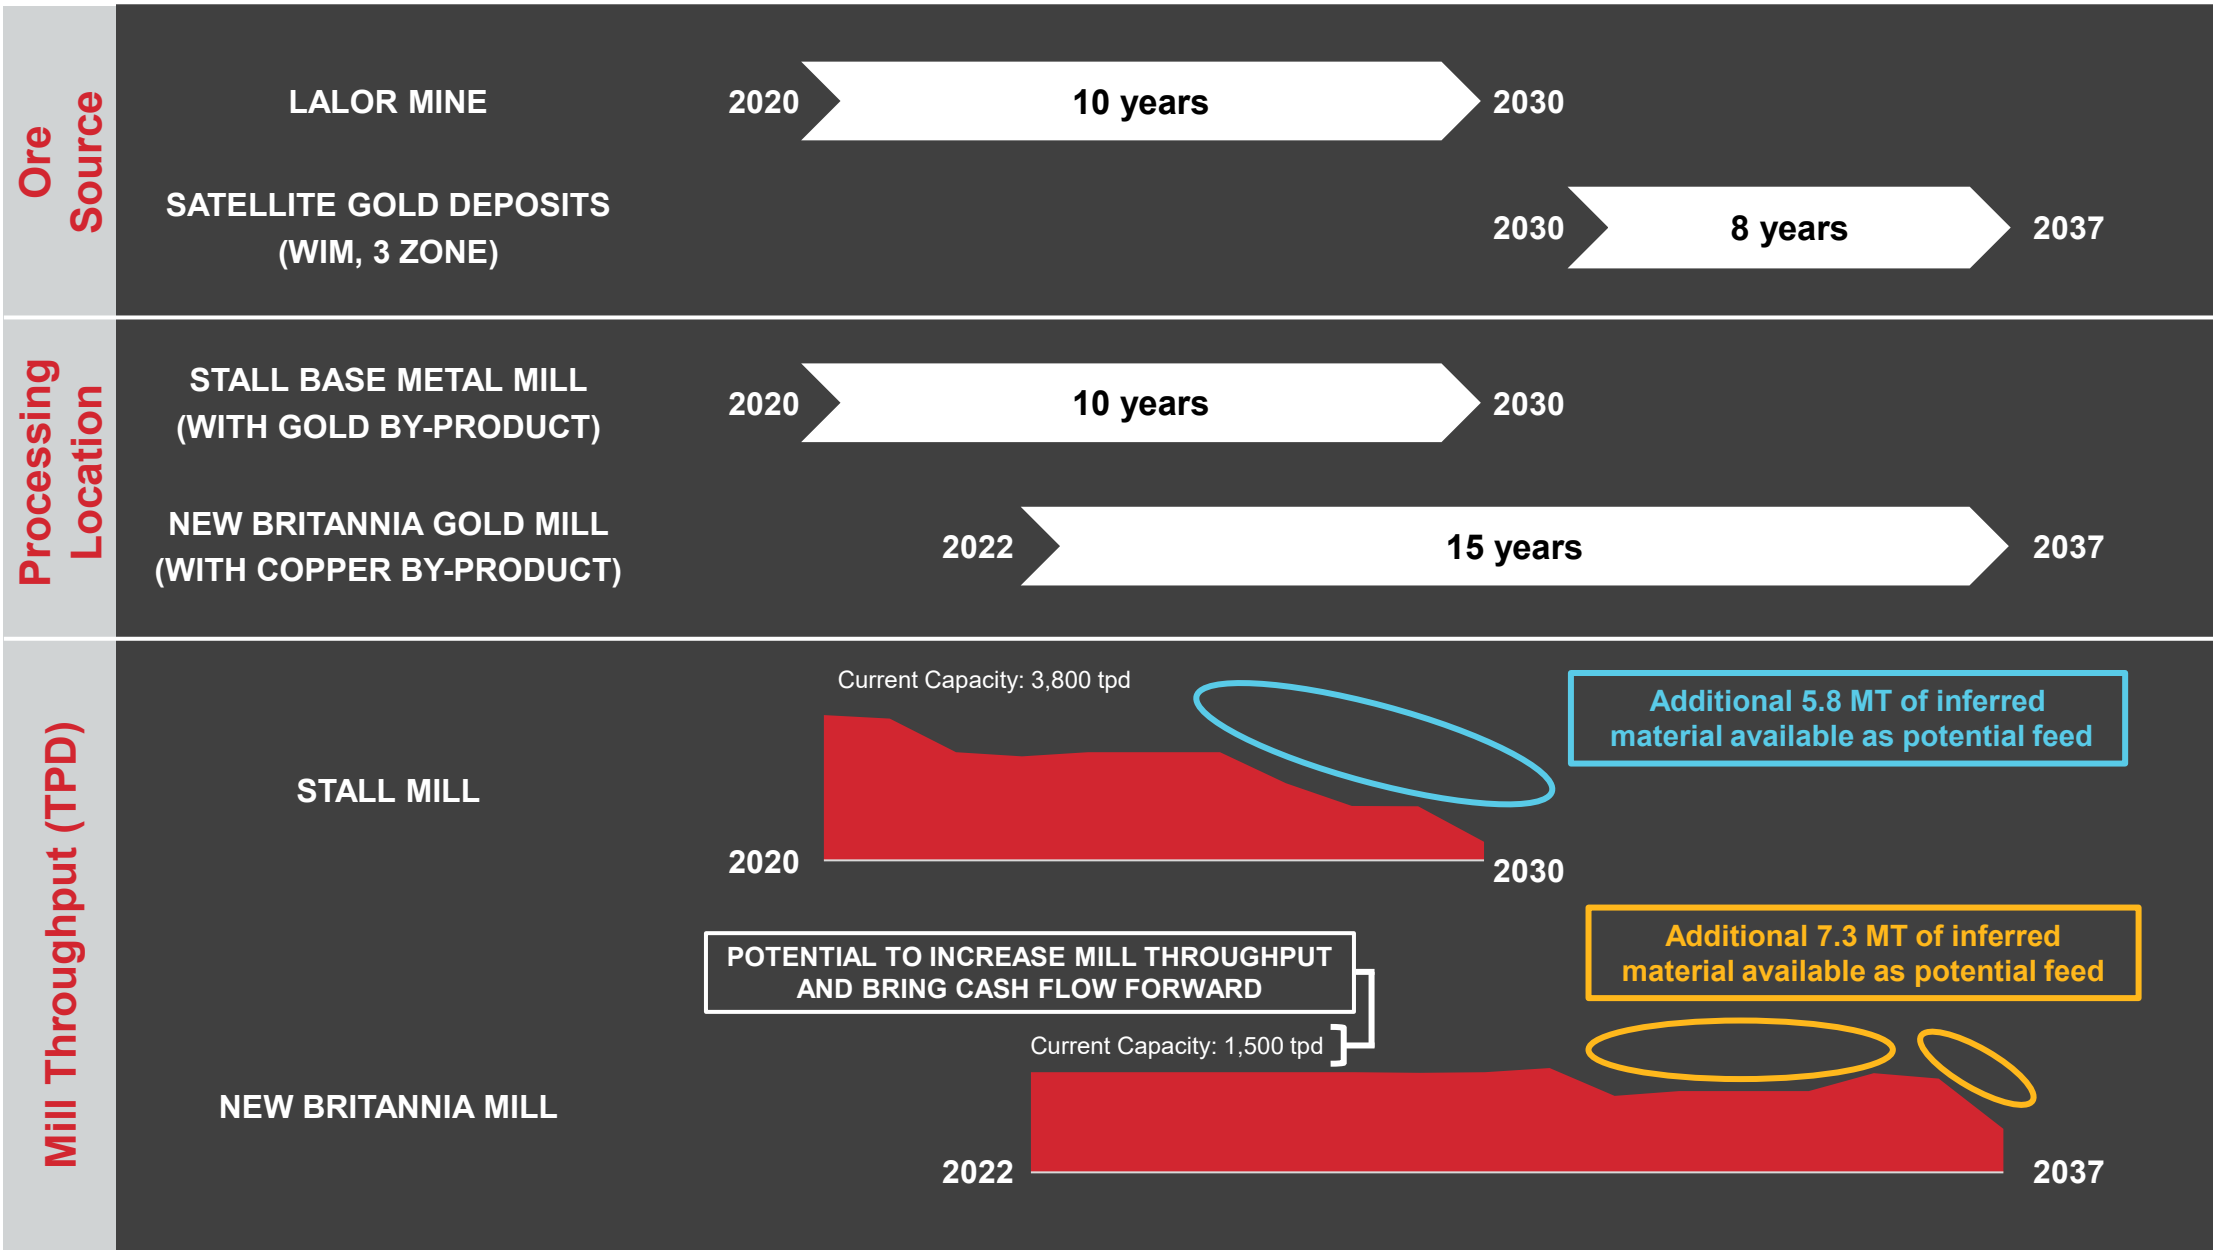 Ore
Source
LALOR MINE
2020
10 years
2030
SATELLITE GOLD DEPOSITS
(WIM, 3 ZONE)
2030
8 years
2037
Processing
Location
STALL BASE METAL MILL
(WITH GOLD BY-PRODUCT)
2020
10 years
2030
NEW BRITANNIA GOLD MILL
(WITH COPPER BY-PRODUCT)
2022
15 years
2037
Mill Throughput (TPD)
Current Capacity: 3,800 tpd
Additional 5.8 MT of inferred
material available as potential feed
STALL MILL
2020
2030
POTENTIAL TO INCREASE MILL THROUGHPUT
AND BRING CASH FLOW FORWARD
Additional 7.3 MT of inferred
material available as potential feed
Current Capacity: 1,500 tpd
NEW BRITANNIA MILL
2022
2037